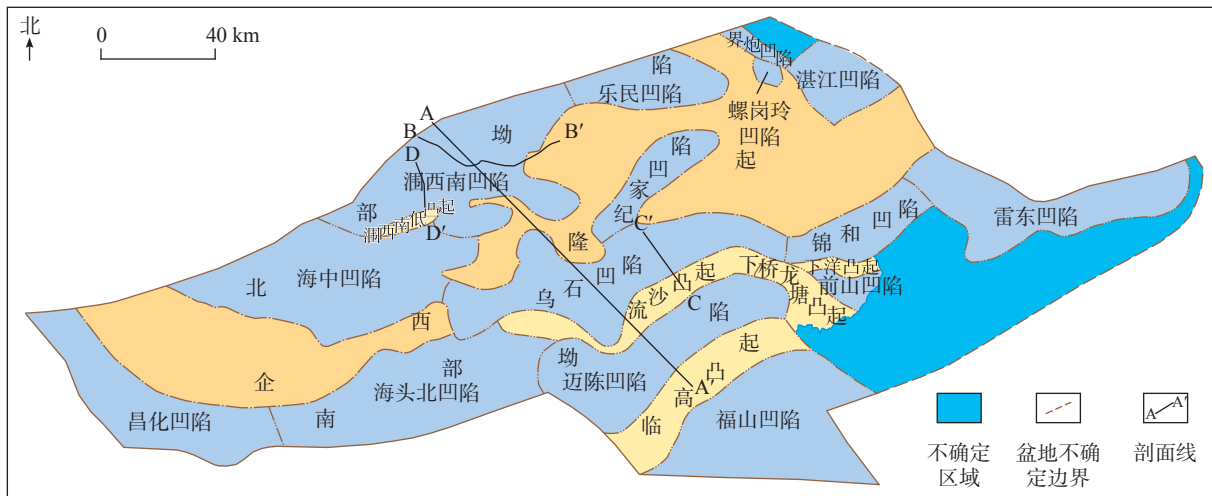 北
0 40 km
界炮凹陷
湛江凹陷
陷
乐民凹陷
螺岗玲
凹陷
起
A
B
B′
坳
D
涠西南凹陷
部
涠西南低凸起
D′
纪家凹陷
C′
隆
锦和凹陷
雷东凹陷
北
海中凹陷
乌石凹陷
流沙凸起
C
下桥龙塘凸起
下洋凸起
前山凹陷
陷
西
企
部
坳
海头北凹陷
迈陈凹陷
A′
临高凸起
昌化凹陷
南
福山凹陷
A A′
不确定
区域
盆地不确
定边界
剖面线